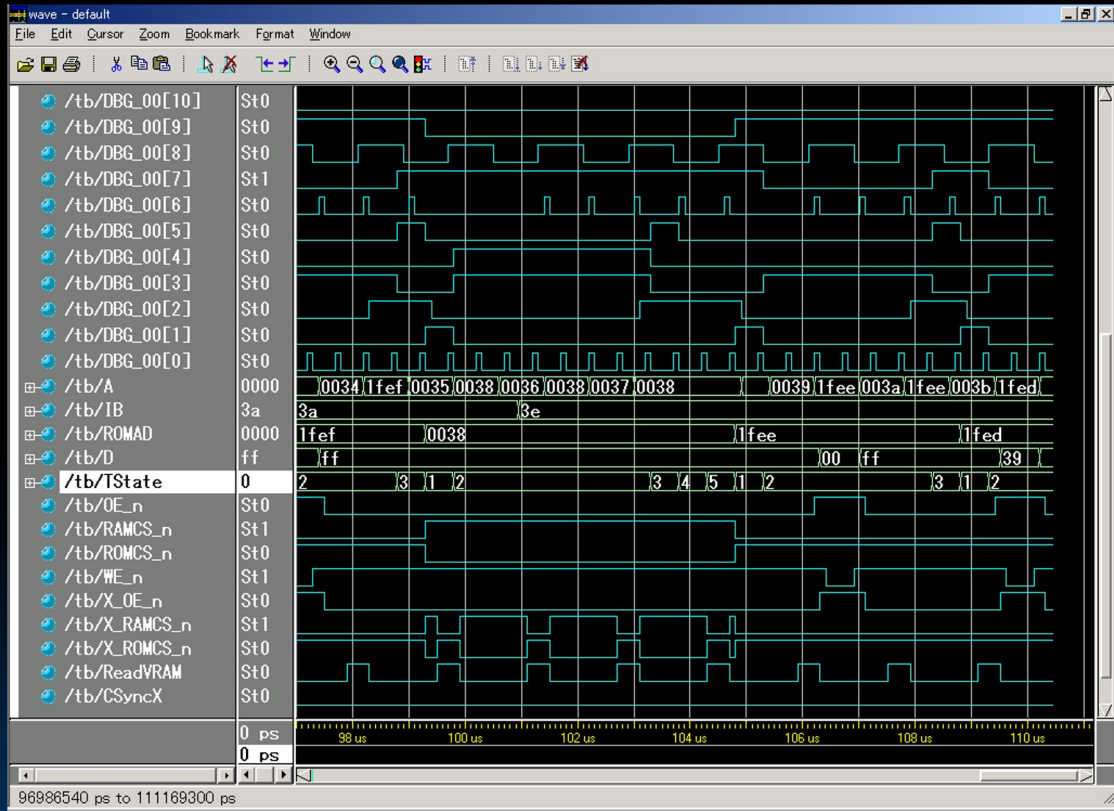 wave - default
File Edit Cursor Zoom Bookmark Format Window
/tb/DBG_00[10] St0
/tb/DBG_00[9] St0
/tb/DBG_00[8] St0
/tb/DBG_00[7] St1
/tb/DBG_00[6] St0
/tb/DBG_00[5] St0
/tb/DBG_00[4] St0
/tb/DBG_00[3] St0
/tb/DBG_00[2] St0
/tb/DBG_00[1] St0
/tb/DBG_00[0] St0
/tb/A 0000 0034 1fef 0035 0038 0036 0038 0037 0038 0039 1fee 003a 1fee 003b 1fed
/tb/IB 3a 3a 3e
/tb/ROMAD 0000 1fef 0038 1fee 1fed
/tb/D ff ff 00 ff 39
/tb/TState 0 2 3 1 2 3 4 5 1 2 3 1 2
/tb/OE_n St0
/tb/RAMCS_n St1
/tb/ROMCS_n St0
/tb/WE_n St1
/tb/X_OE_n St0
/tb/X_RAMCS_n St1
/tb/X_ROMCS_n St0
/tb/ReadVRAM St0
/tb/CSyncX St0
0 ps 98 us 100 us 102 us 104 us 106 us 108 us 110 us
0 ps
96986540 ps to 111169300 ps